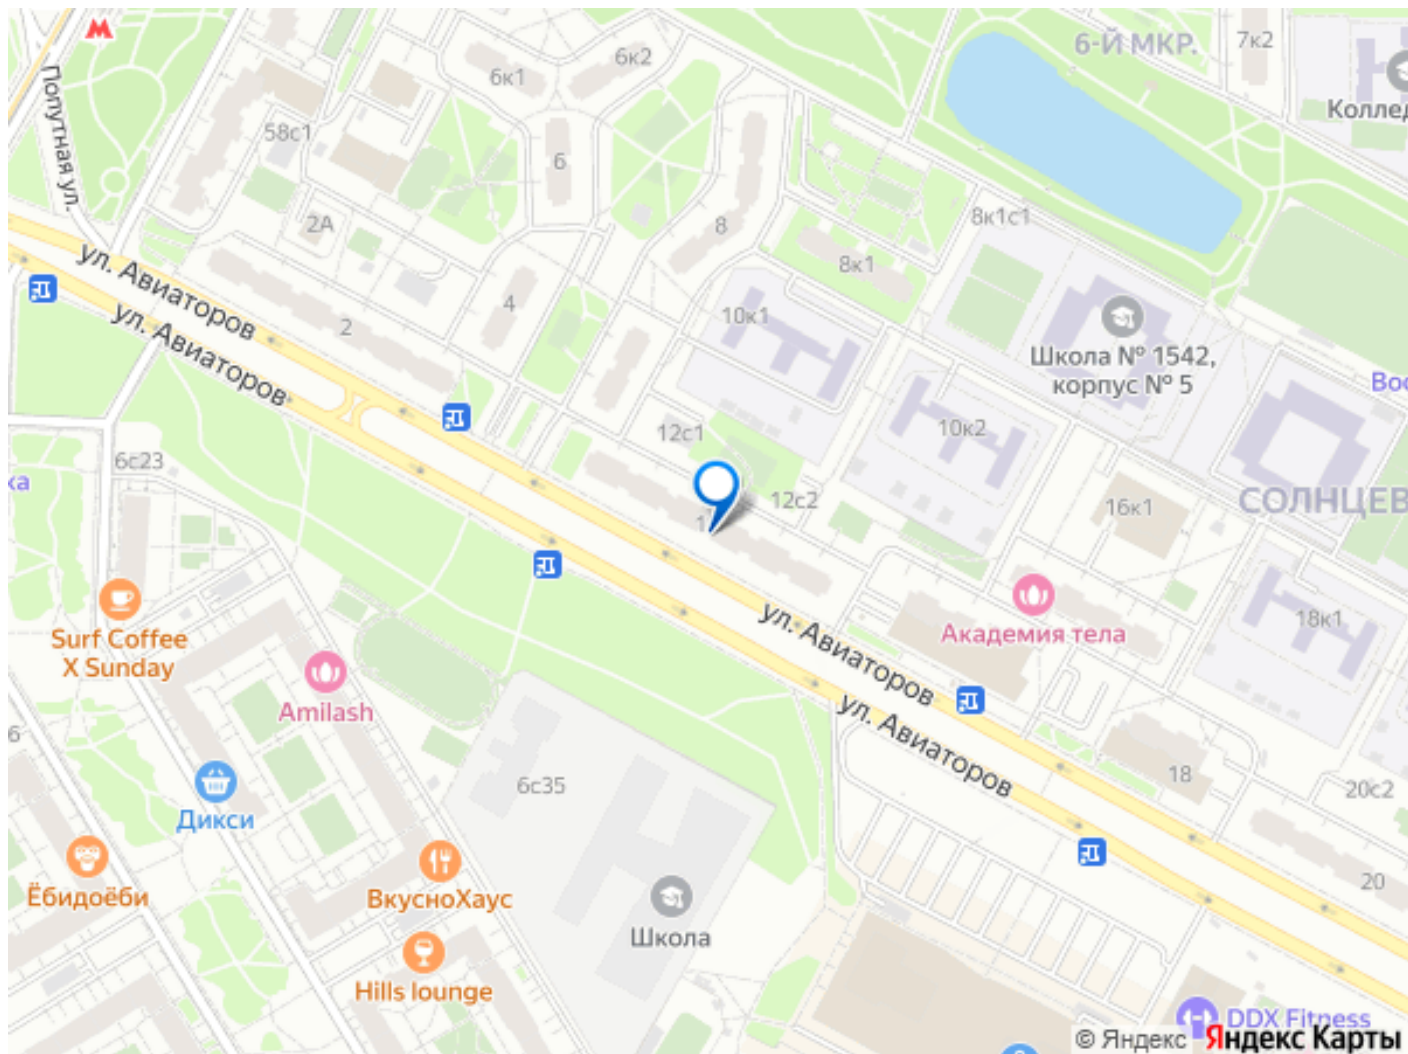 6-Й МКР.
7к2
6к2
6к1
Попутная ул.
58с1
6
Коллед
2А
8
8к1с1
8к1
ул. Авиаторов
4
10к1
2
ул. Авиаторов
Школа № 1542,
корпус № 5
Вос
12с1
10к2
6с23
ка
12с2
16к1
СОЛНЦЕВ
Surf Coffee
X Sunday
ул. Авиаторов
Академия тела
18к1
Amilash
ул. Авиаторов
6
6с35
18
20с2
Дикси
20
Ёбидоёби
ВкусноХаус
Школа
Hills lounge
DDX Fitness
© Яндекс Яндекс Карты